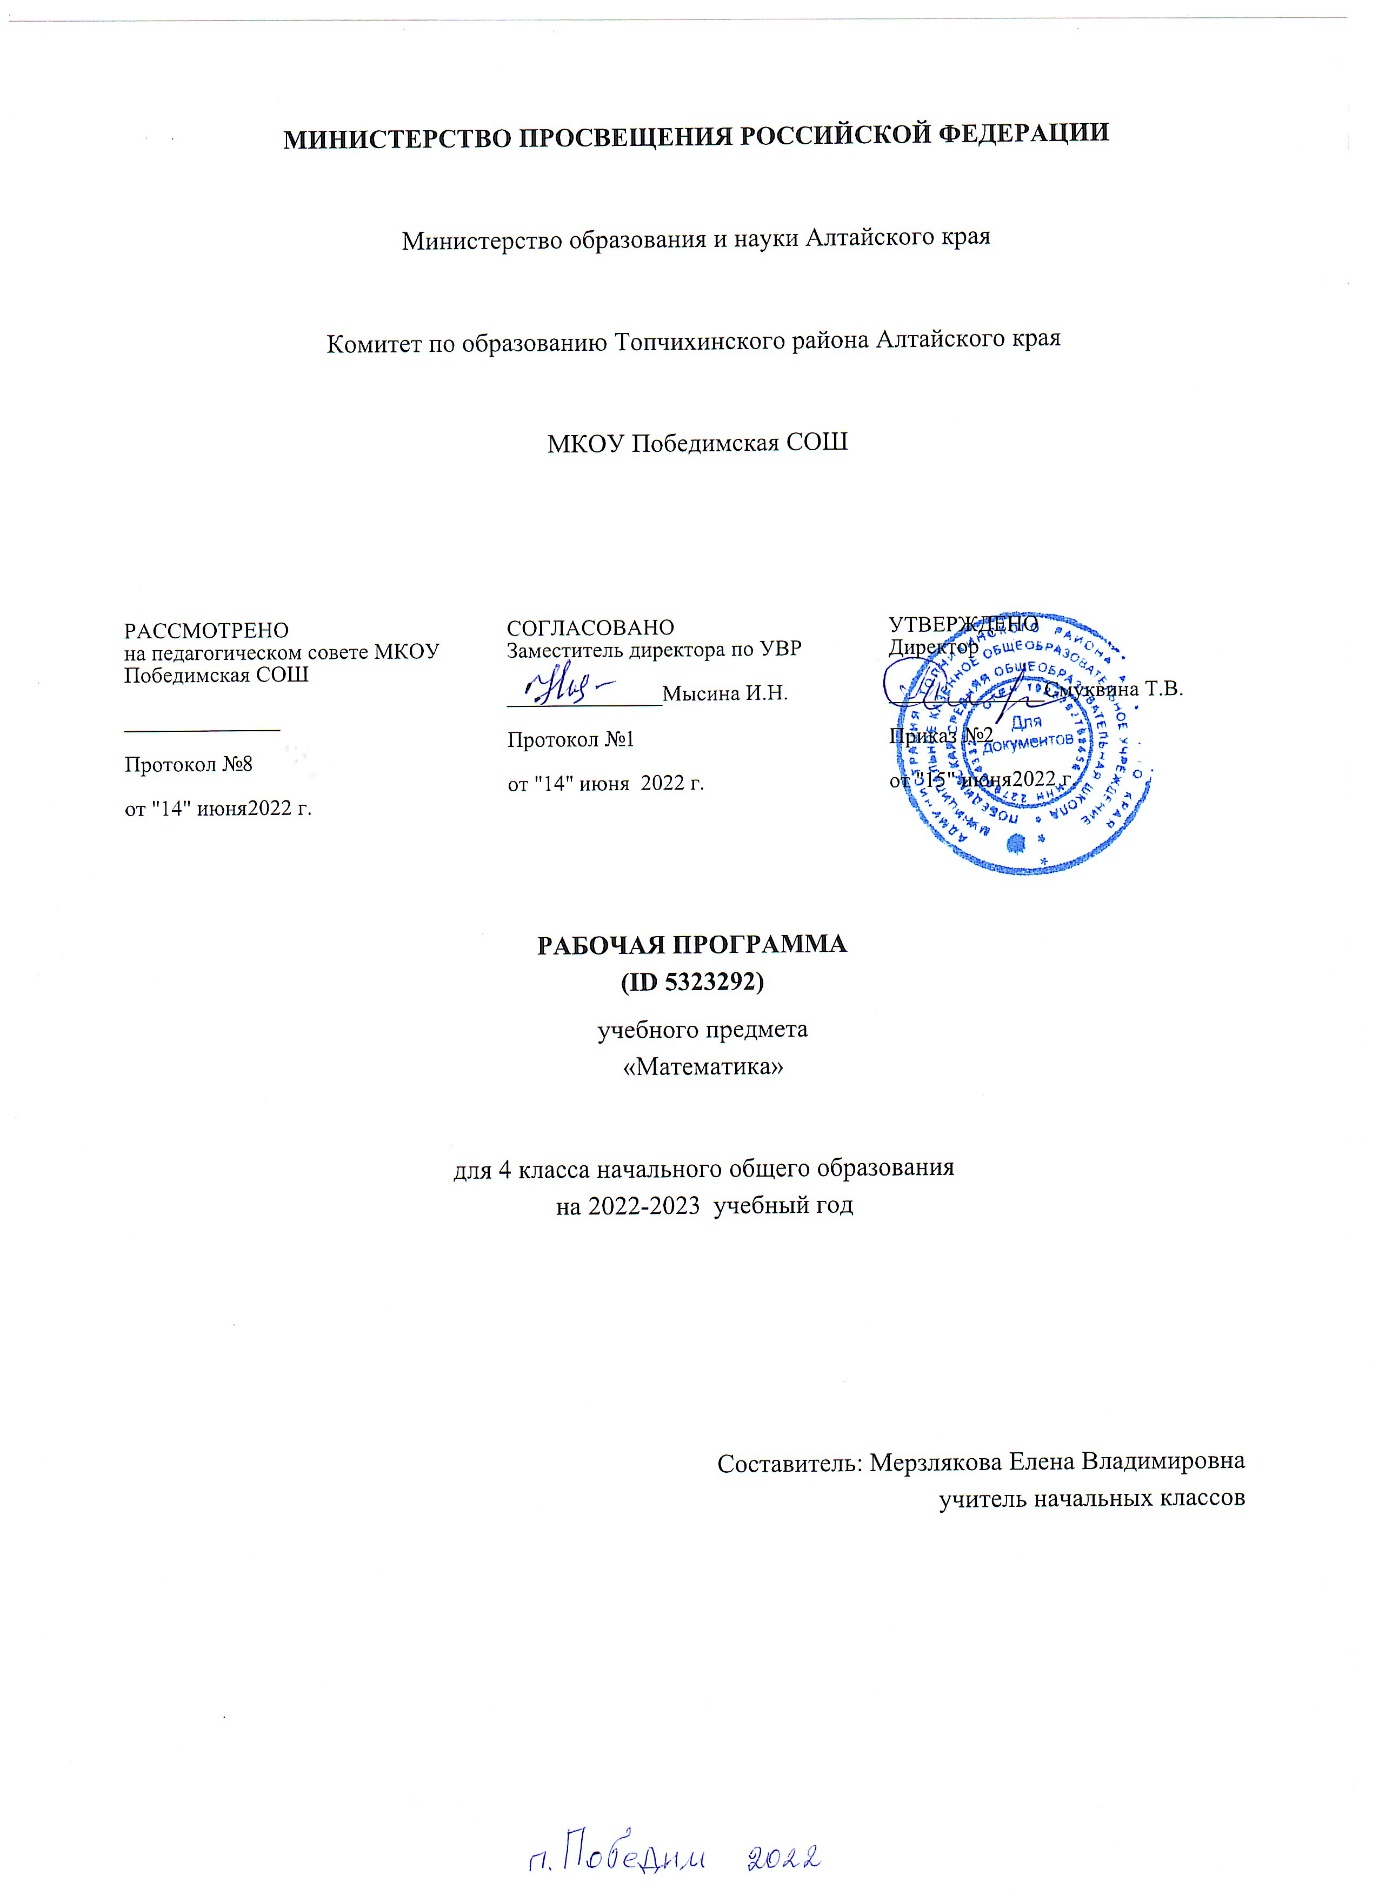 МИНИСТЕРСТВО ПРОСВЕЩЕНИЯ РОССИЙСКОЙ ФЕДЕРАЦИИ
Министерство образования и науки Алтайского края
Комитет по образованию Топчихинского района Алтайского края
МКОУ Победимская СОШ
РАССМОТРЕНО
на педагогическом совете МКОУ
Победимская СОШ
______________
Протокол №8
от "14" июня2022 г.
СОГЛАСОВАНО
Заместитель директора по УВР
______________Мысина И.Н.
Протокол №1
от "14" июня 2022 г.
УТВЕРЖДЕНО
Директор
______________Смуквина Т.В.
Приказ №2
от "15" июня2022 г.
Для
документов
РАБОЧАЯ ПРОГРАММА
(ID 5323292)
учебного предмета
«Математика»
для 4 класса начального общего образования
на 2022-2023 учебный год
Составитель: Мерзлякова Елена Владимировна
учитель начальных классов
п. Победим 2022